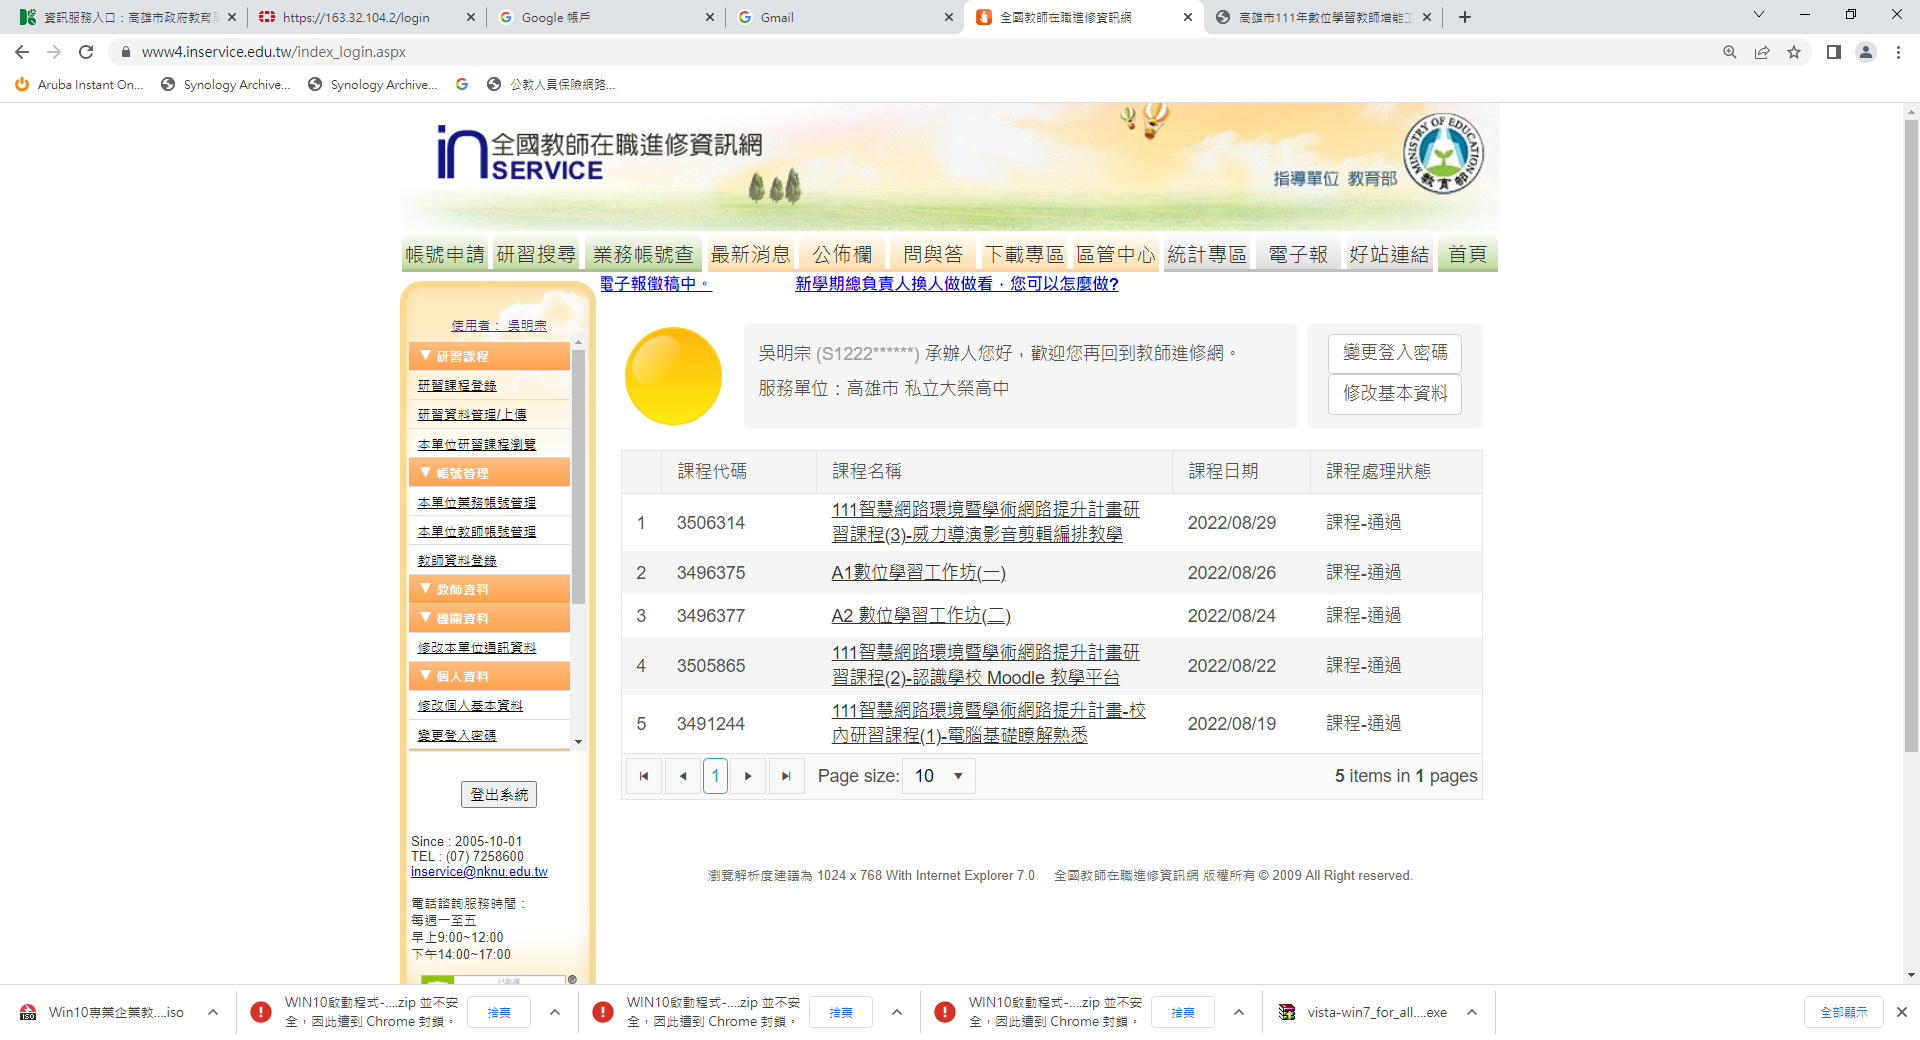 資訊服務入口：高雄市政府教育局
https://163.32.104.2/login
Google 帳戶
Gmail
全國教師在職進修資訊網
高雄市111年數位學習教師增能工
www4.inservice.edu.tw/index_login.aspx
Aruba Instant On...
Synology Archive...
Synology Archive...
公教人員保險網路...
in SERVICE 全國教師在職進修資訊網
指導單位 教育部
MINISTRY OF EDUCATION
教育部
帳號申請 研習搜尋 業務帳號查 最新消息 公佈欄 問與答 下載專區 區管中心 統計專區 電子報 好站連結 首頁
電子報徵稿中。 新學期總負責人換人做做看，您可以怎麼做?
使用者： 吳明宗
▼ 研習課程
研習課程登錄
研習資料管理/上傳
本單位研習課程瀏覽
▼ 帳號管理
本單位業務帳號管理
本單位教師帳號管理
教師資料登錄
▼ 教師資料
▼ 機關資料
修改本單位通訊資料
▼ 個人資料
修改個人基本資料
變更登入密碼
登出系統
Since : 2005-10-01
TEL : (07) 7258600
inservice@nknu.edu.tw
電話諮詢服務時間：
每週一至五
早上9:00~12:00
下午14:00~17:00
吳明宗 (S1222******) 承辦人您好，歡迎您再回到教師進修網。
服務單位：高雄市 私立大榮高中
變更登入密碼
修改基本資料
課程代碼 課程名稱 課程日期 課程處理狀態
1 3506314 111智慧網路環境暨學術網路提升計畫研
習課程(3)-威力導演影音剪輯編排教學 2022/08/29 課程-通過
2 3496375 A1數位學習工作坊(一) 2022/08/26 課程-通過
3 3496377 A2 數位學習工作坊(二) 2022/08/24 課程-通過
4 3505865 111智慧網路環境暨學術網路提升計畫研
習課程(2)-認識學校 Moodle 教學平台 2022/08/22 課程-通過
5 3491244 111智慧網路環境暨學術網路提升計畫-校
內研習課程(1)-電腦基礎瞭解熟悉 2022/08/19 課程-通過
1 Page size: 10 5 items in 1 pages
瀏覽解析度建議為 1024 x 768 With Internet Explorer 7.0 全國教師在職進修資訊網 版權所有 © 2009 All Right reserved.
Win10專業企業教....iso
WIN10啟動程式-....zip 並不安
全，因此遭到 Chrome 封鎖。
捨棄
WIN10啟動程式-....zip 並不安
全，因此遭到 Chrome 封鎖。
捨棄
WIN10啟動程式-....zip 並不安
全，因此遭到 Chrome 封鎖。
捨棄
vista-win7_for_all....exe
全部顯示